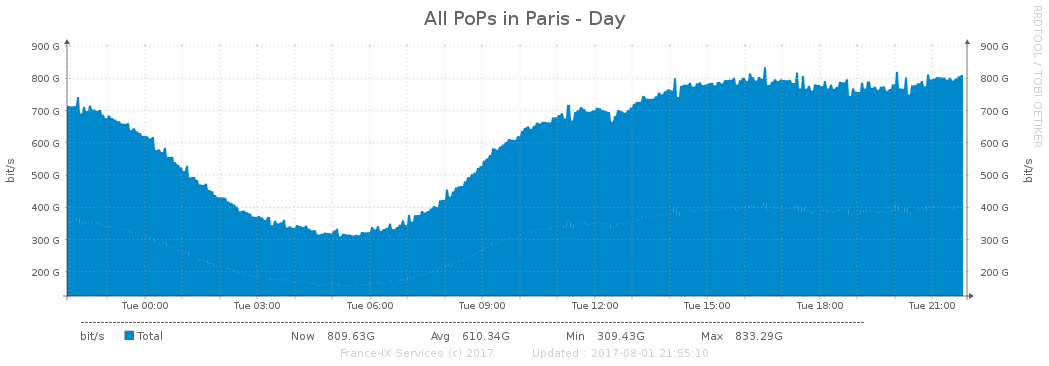 All PoPs in Paris - Day
RRDTOOL / TOBI OETIKER
900 G 900 G
800 G 800 G
700 G 700 G
600 G 600 G
500 G 500 G
400 G 400 G
300 G 300 G
200 G 200 G
bit/s bit/s
Tue 00:00 Tue 03:00 Tue 06:00 Tue 09:00 Tue 12:00 Tue 15:00 Tue 18:00 Tue 21:00
bit/s Total Now 809.63G Avg 610.34G Min 309.43G Max 833.29G
France-IX Services (c) 2017 Updated : 2017-08-01 21:55:10